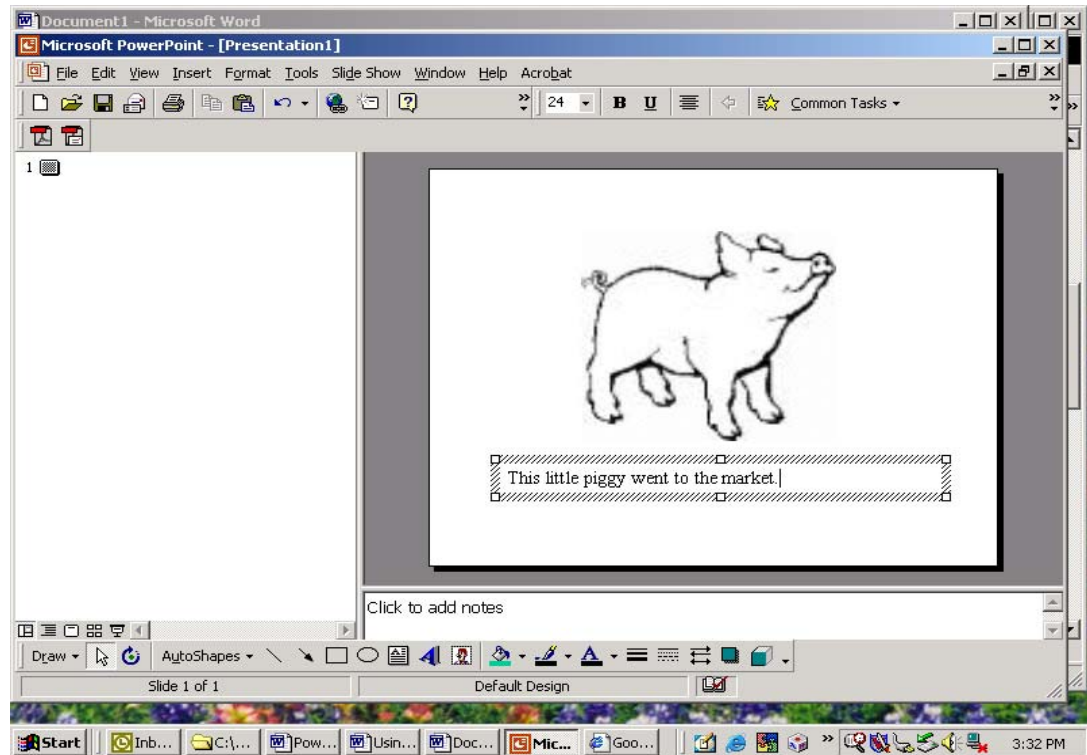 Document1 - Microsoft Word
Microsoft PowerPoint - [Presentation1]
File Edit View Insert Format Tools Slide Show Window Help Acrobat
24 B U Common Tasks
1
This little piggy went to the market.
Click to add notes
Draw AutoShapes
Slide 1 of 1 Default Design
Start Inb... C:\... Pow... Usin... Doc... Mic... Goo... 3:32 PM